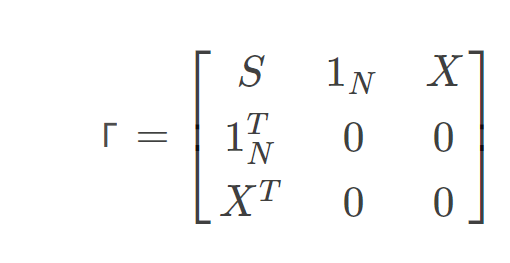 Γ = [ S 1_N X
1_N^T 0 0
X^T 0 0 ]